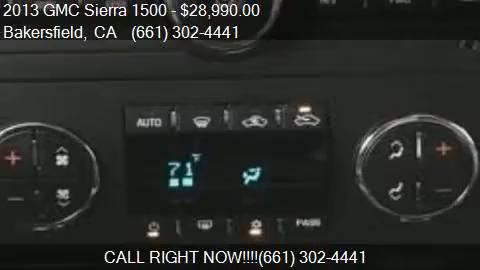 2013 GMC Sierra 1500 - $28,990.00
Bakersfield, CA (661) 302-4441
AUTO
71°F
PASS
CALL RIGHT NOW!!!!(661) 302-4441